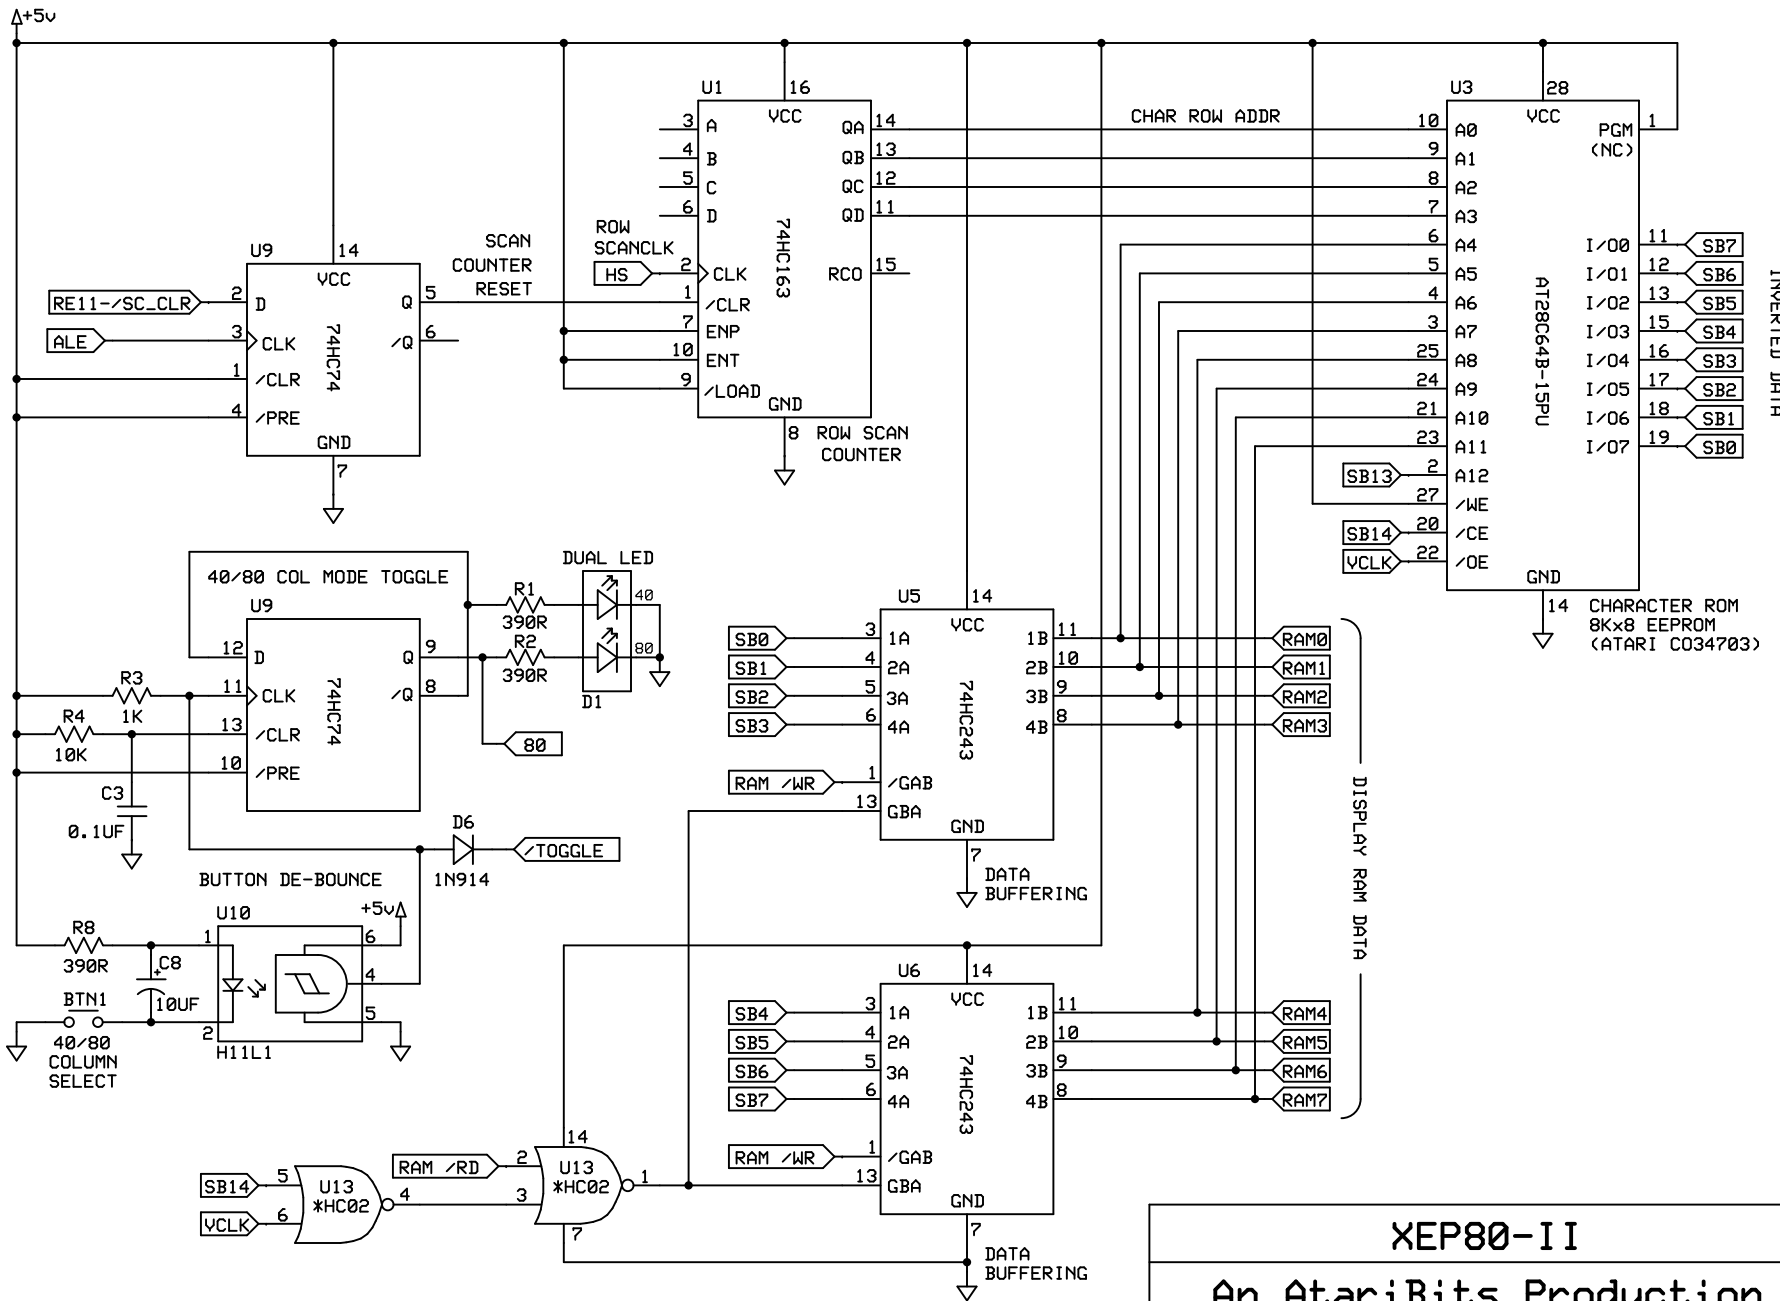 +5v
U1
16
VCC
3 A
4 B
5 C
6 D
QA 14
QB 13
QC 12
QD 11
RCO 15
74HC163
ROW
SCANCLK
HS
2 CLK
1 /CLR
7 ENP
10 ENT
9 /LOAD
GND
8
ROW SCAN
COUNTER
CHAR ROW ADDR
U3
28
VCC
PGM 1
(NC)
10 A0
9 A1
8 A2
7 A3
6 A4
5 A5
4 A6
3 A7
25 A8
24 A9
21 A10
23 A11
SB13 2 A12
27 /WE
SB14 20 /CE
VCLK 22 /OE
AT28C64B-15PU
I/O0 11 SB7
I/O1 12 SB6
I/O2 13 SB5
I/O3 15 SB4
I/O4 16 SB3
I/O5 17 SB2
I/O6 18 SB1
I/O7 19 SB0
INVERTED DATA
GND
14
CHARACTER ROM
8Kx8 EEPROM
(ATARI CO34703)
U9
14
VCC
RE11-/SC_CLR 2 D
ALE 3 CLK
1 /CLR
4 /PRE
Q 5
/Q 6
74HC74
GND
7
SCAN
COUNTER
RESET
40/80 COL MODE TOGGLE
U9
12 D
11 CLK
13 /CLR
10 /PRE
Q 9
/Q 8
74HC74
R3
1K
R4
10K
C3
0.1UF
R1
390R
R2
390R
DUAL LED
40
80
D1
80
D6
1N914
/TOGGLE
BUTTON DE-BOUNCE
U10
+5v
R8
390R
C8
+
10UF
1
2
6
4
5
H11L1
BTN1
40/80
COLUMN
SELECT
U5
14
VCC
SB0 3 1A
SB1 4 2A
SB2 5 3A
SB3 6 4A
RAM /WR 1 /GAB
13 GBA
74HC243
1B 11 RAM0
2B 10 RAM1
3B 9 RAM2
4B 8 RAM3
GND
7
DATA
BUFFERING
DISPLAY RAM DATA
U6
14
VCC
SB4 3 1A
SB5 4 2A
SB6 5 3A
SB7 6 4A
RAM /WR 1 /GAB
13 GBA
74HC243
1B 11 RAM4
2B 10 RAM5
3B 9 RAM6
4B 8 RAM7
GND
7
DATA
BUFFERING
SB14 5
VCLK 6
U13
*HC02
4
RAM /RD 2
3
14
U13
*HC02
1
7
XEP80-II
An AtariBits Production